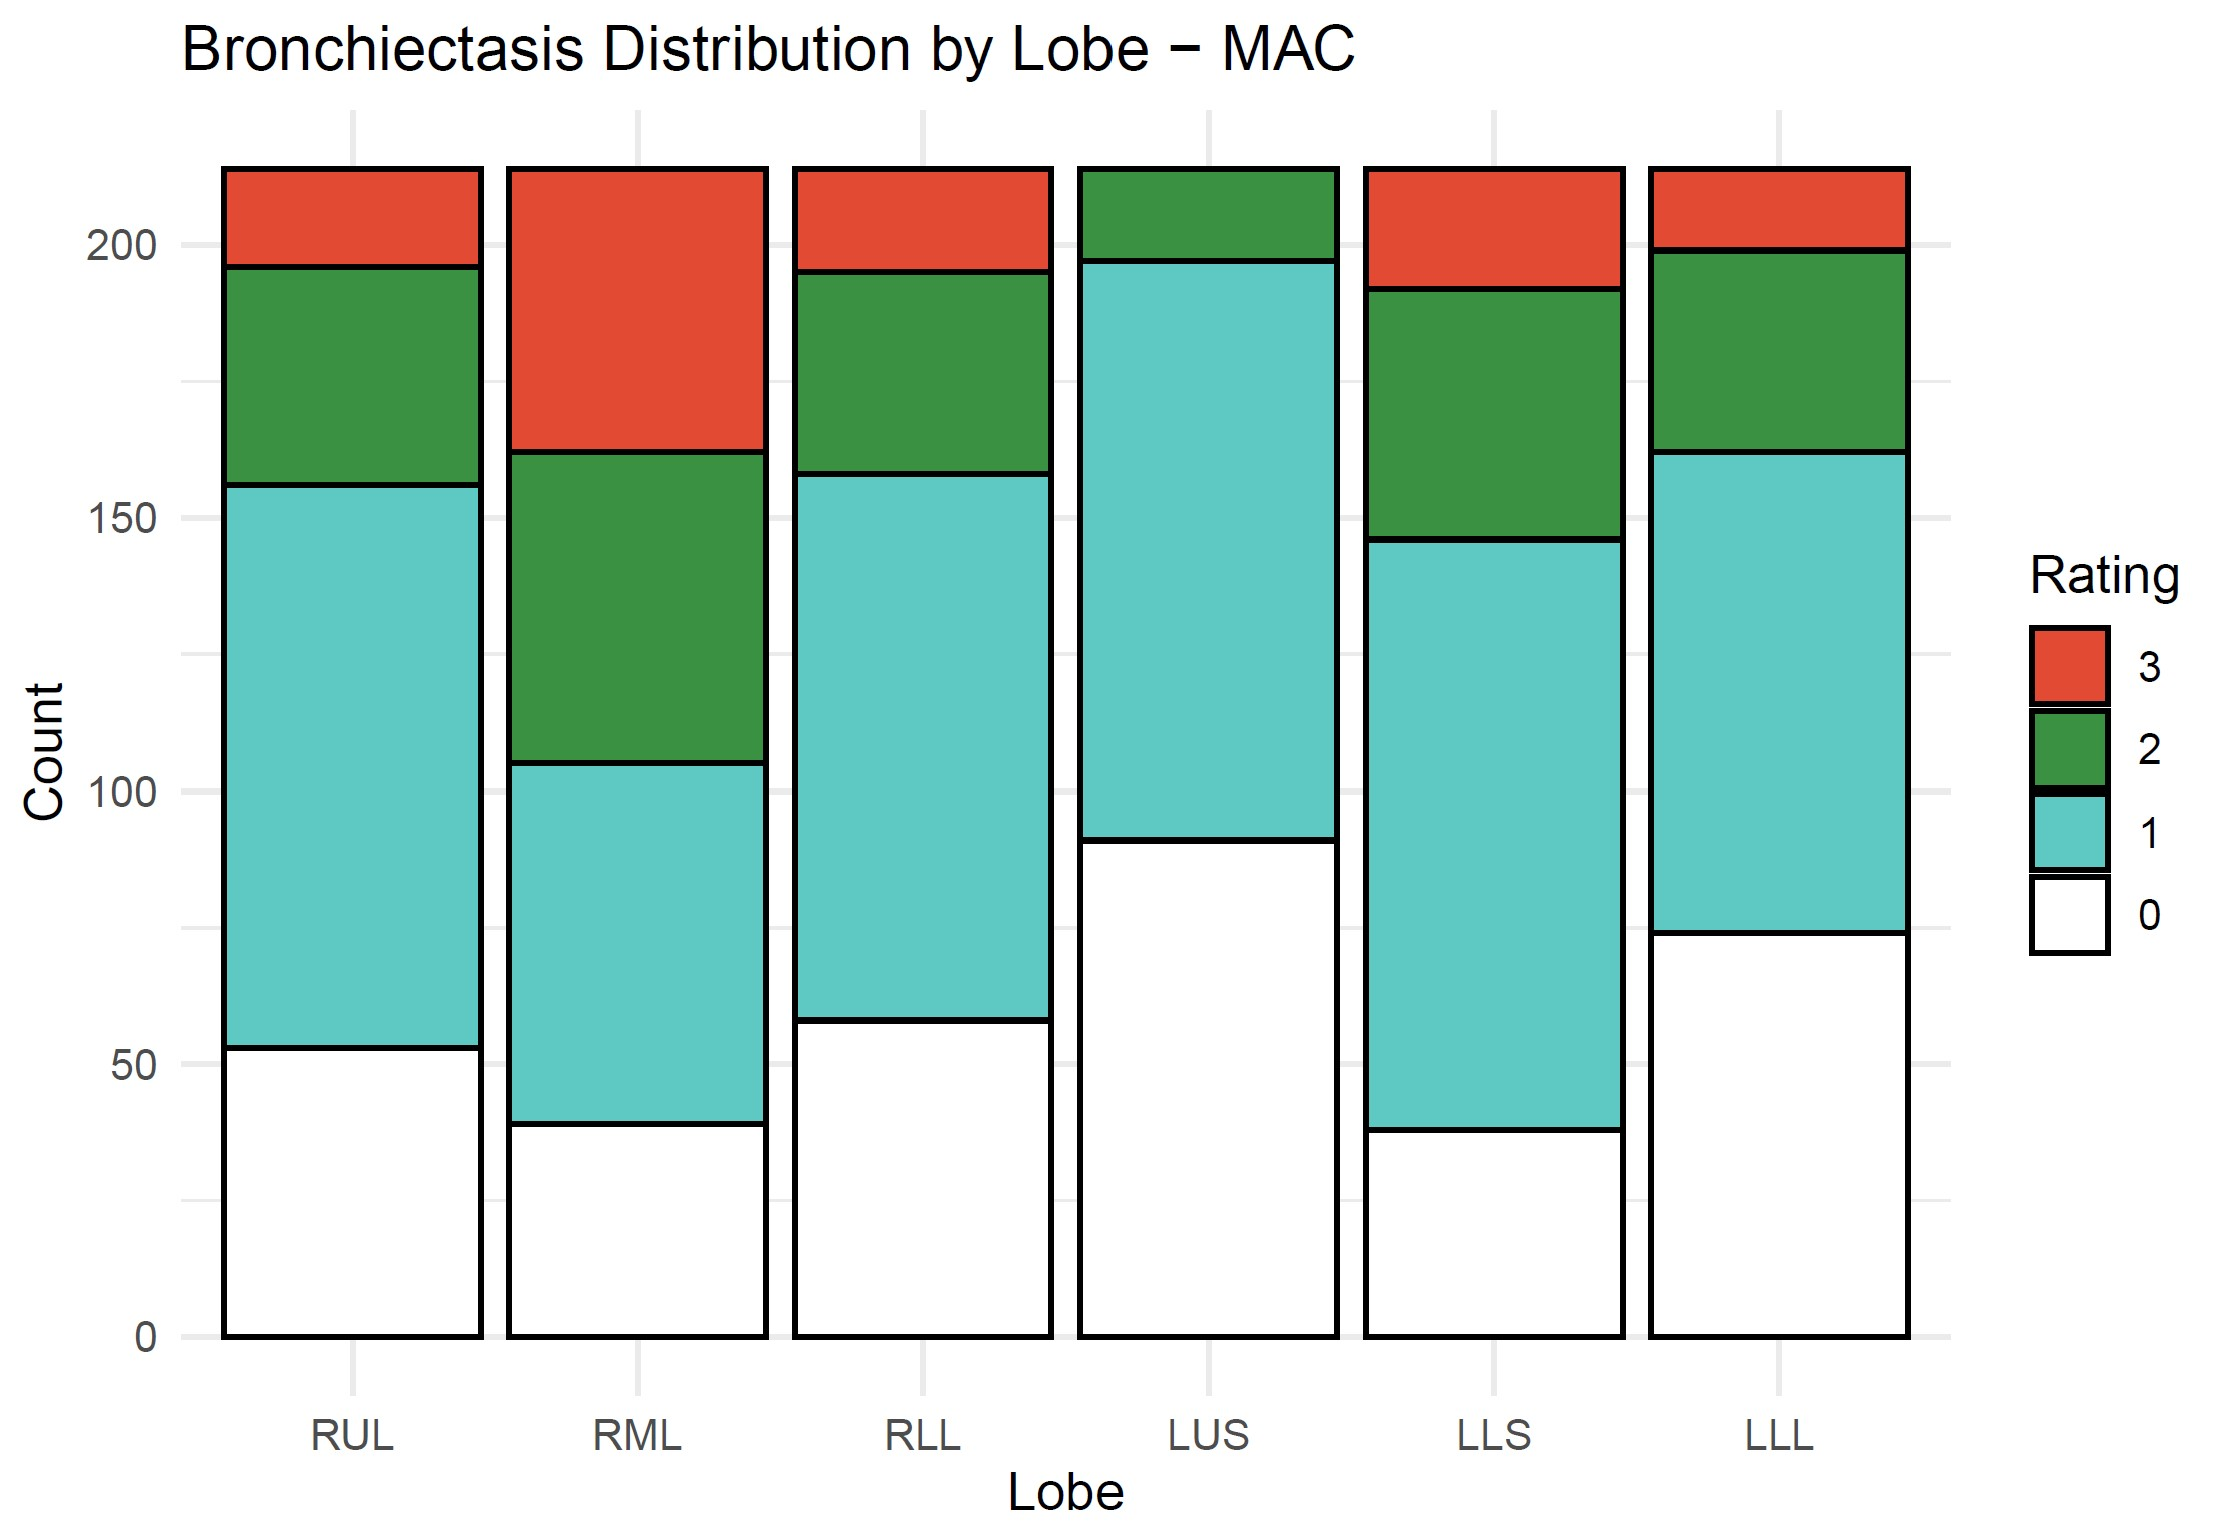 Bronchiectasis Distribution by Lobe − MAC
Count
200
150
100
50
0
RUL RML RLL LUS LLS LLL
Lobe
Rating
3
2
1
0